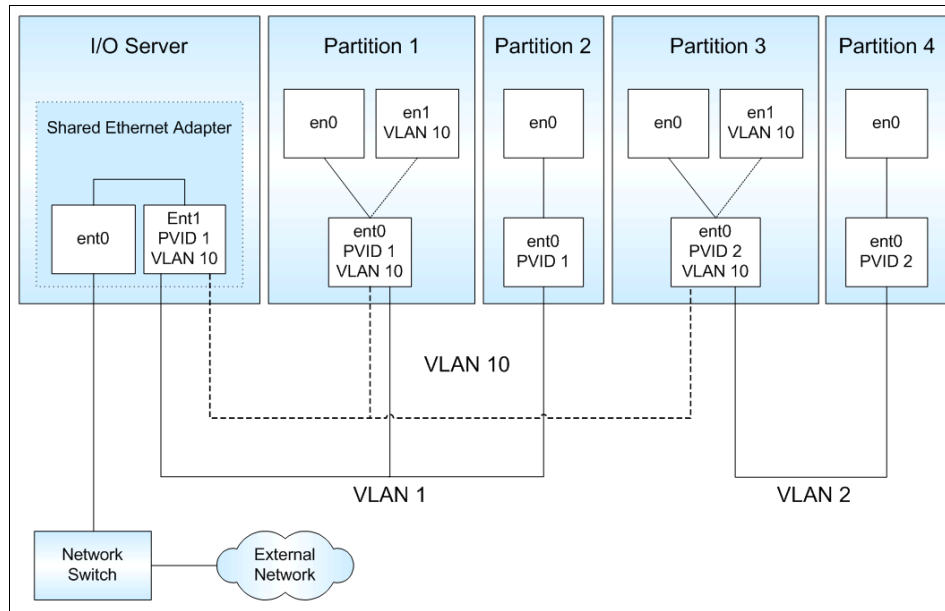 I/O Server
Partition 1
Partition 2
Partition 3
Partition 4
Shared Ethernet Adapter
ent0
Ent1
PVID 1
VLAN 10
en0
en1
VLAN 10
ent0
PVID 1
VLAN 10
en0
ent0
PVID 1
en0
en1
VLAN 10
ent0
PVID 2
VLAN 10
en0
ent0
PVID 2
VLAN 10
VLAN 1
VLAN 2
Network
Switch
External
Network